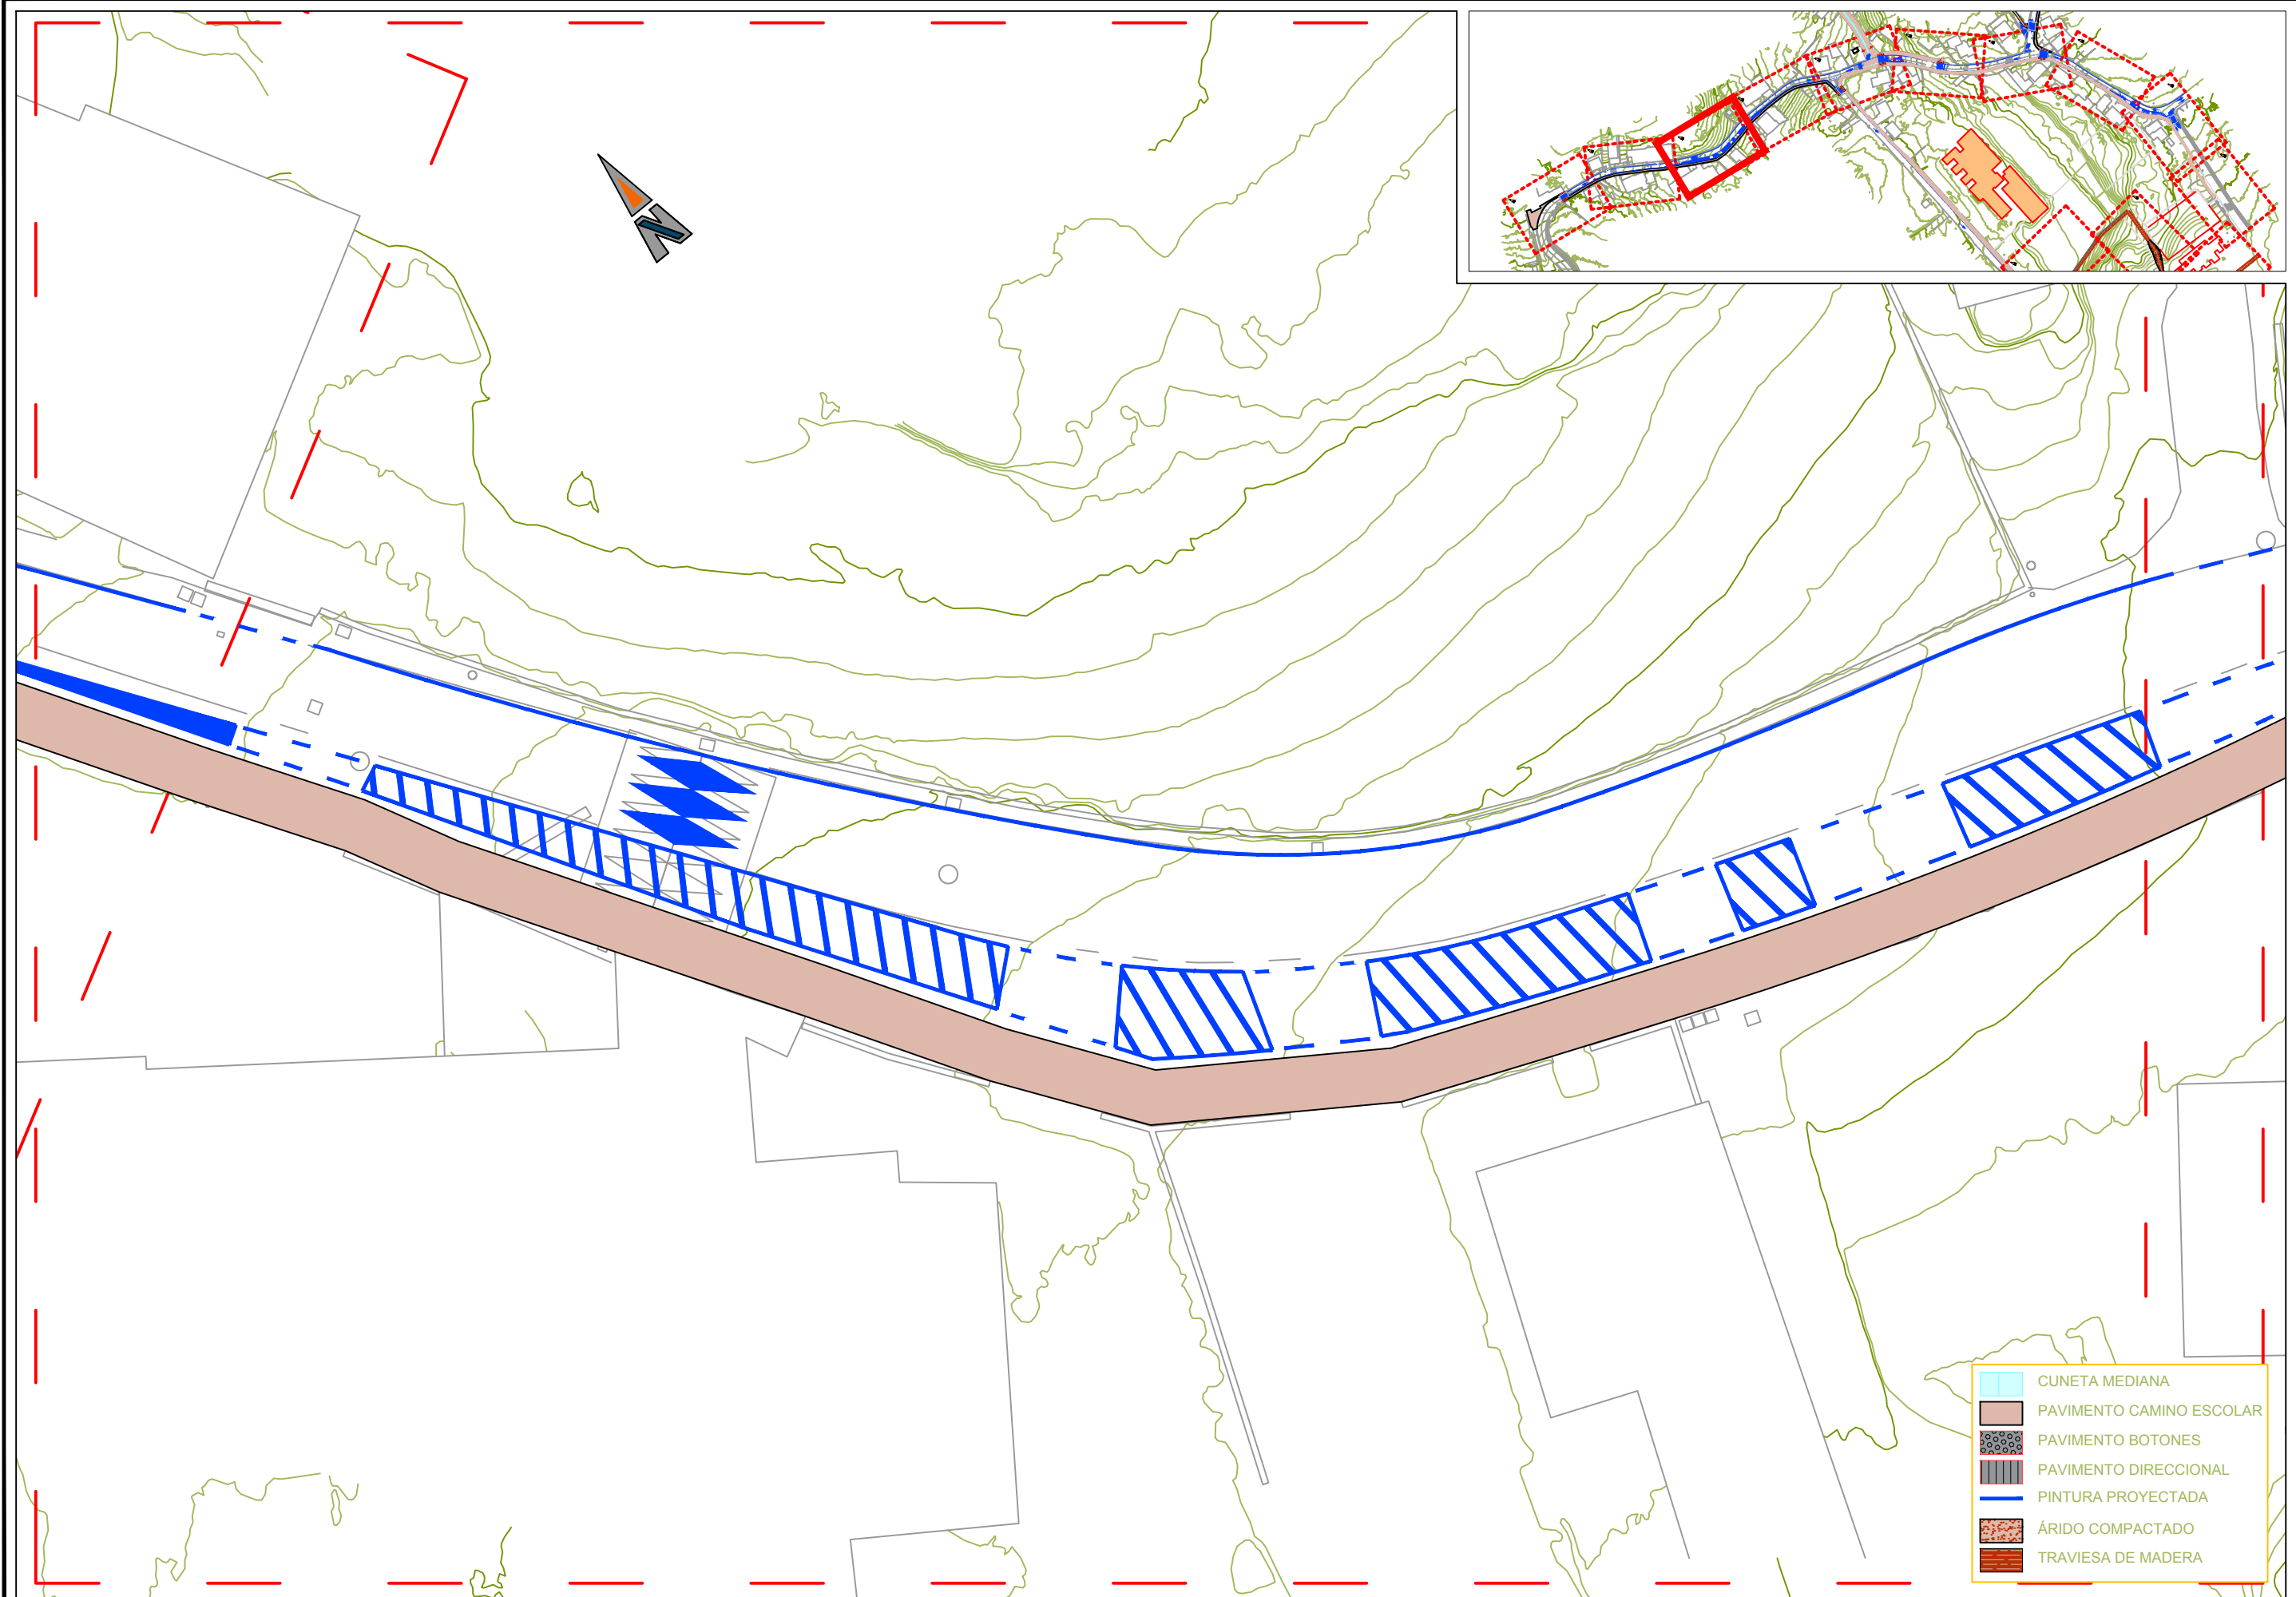 N
CUNETA MEDIANA
PAVIMENTO CAMINO ESCOLAR
PAVIMENTO BOTONES
PAVIMENTO DIRECCIONAL
PINTURA PROYECTADA
ÁRIDO COMPACTADO
TRAVIESA DE MADERA